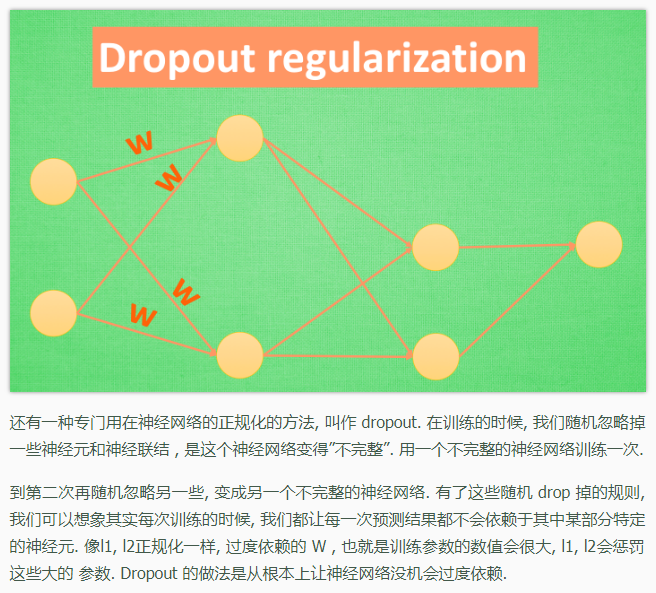 Dropout regularization
W
W
W
W
还有一种专门用在神经网络的正规化的方法, 叫作 dropout. 在训练的时候, 我们随机忽略掉
一些神经元和神经联结 , 是这个神经网络变得”不完整”. 用一个不完整的神经网络训练一次.
到第二次再随机忽略另一些, 变成另一个不完整的神经网络. 有了这些随机 drop 掉的规则,
我们可以想象其实每次训练的时候, 我们都让每一次预测结果都不会依赖于其中某部分特定
的神经元. 像l1, l2正规化一样, 过度依赖的 W , 也就是训练参数的数值会很大, l1, l2会惩罚
这些大的 参数. Dropout 的做法是从根本上让神经网络没机会过度依赖.